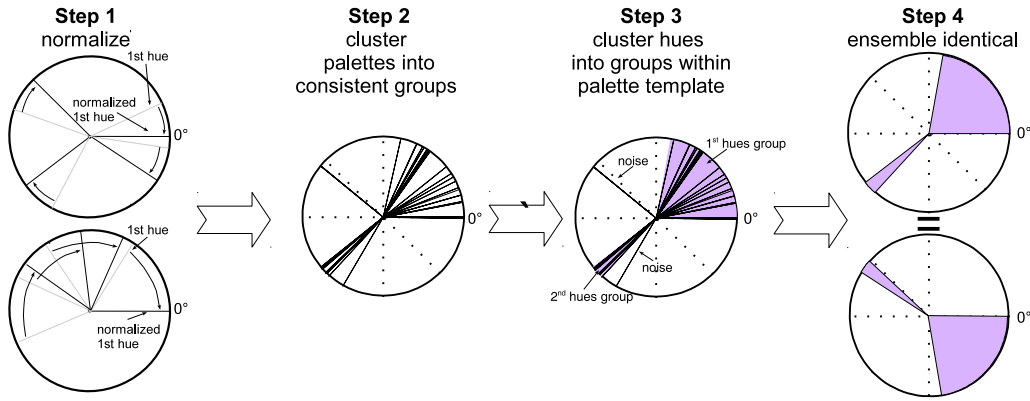 Step 1
normalize
1st hue
normalized
1st hue
0°
1st hue
0°
normalized
1st hue
Step 2
cluster
palettes into
consistent groups
0°
Step 3
cluster hues
into groups within
palette template
1st hues group
noise
0°
noise
2nd hues group
Step 4
ensemble identical
0°
=
0°